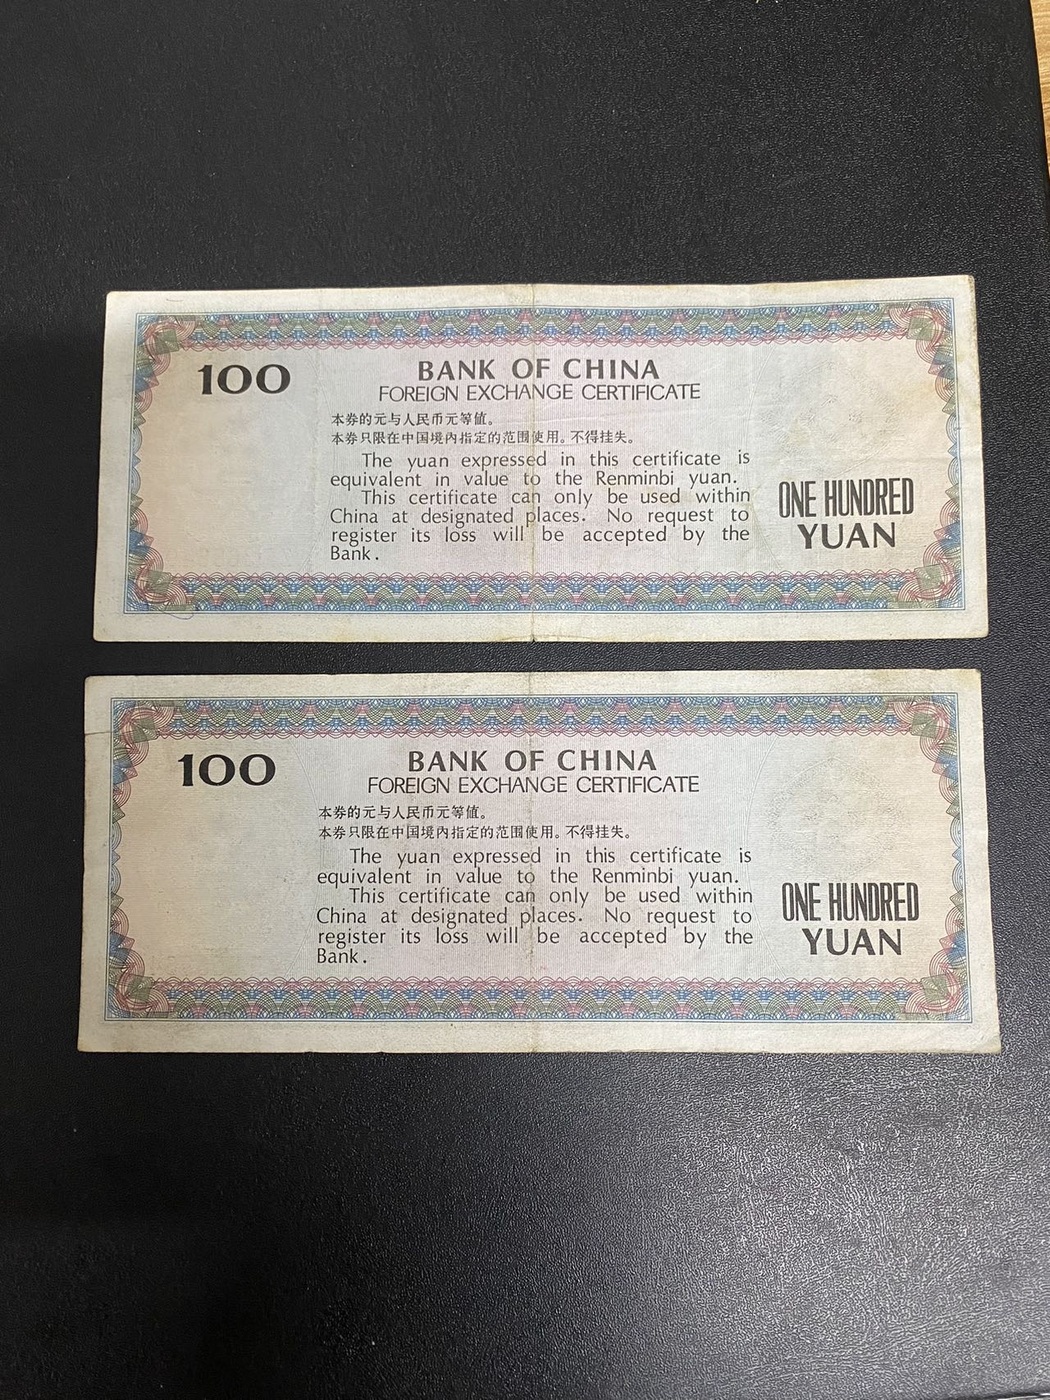 100
BANK OF CHINA
FOREIGN EXCHANGE CERTIFICATE
本券的元与人民币元等值。
本券只限在中国境内指定的范围使用。不得挂失。
The yuan expressed in this certificate is
equivalent in value to the Renminbi yuan.
This certificate can only be used within
China at designated places. No request to
register its loss will be accepted by the
Bank.
ONE HUNDRED
YUAN
100
BANK OF CHINA
FOREIGN EXCHANGE CERTIFICATE
本券的元与人民币元等值。
本券只限在中国境内指定的范围使用。不得挂失。
The yuan expressed in this certificate is
equivalent in value to the Renminbi yuan.
This certificate can only be used within
China at designated places. No request to
register its loss will be accepted by the
Bank.
ONE HUNDRED
YUAN